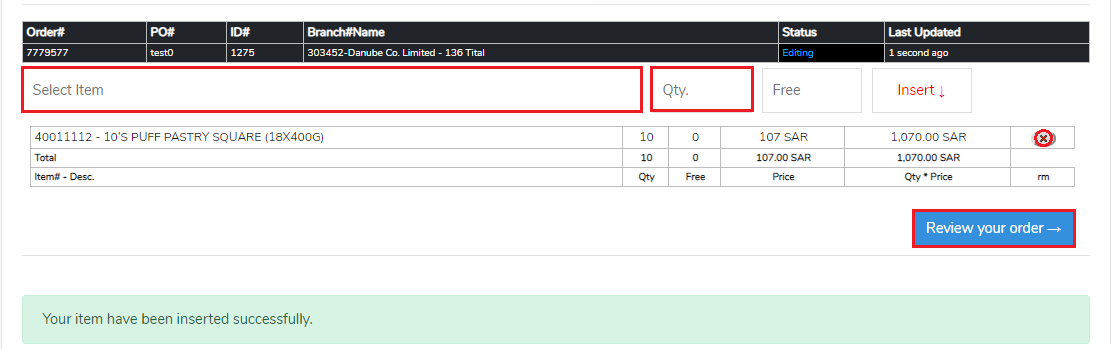 Order# PO# ID# Branch#Name Status Last Updated
7779577 test0 1275 303452-Danube Co. Limited - 136 Tital Editing 1 second ago
Select Item Qty. Free Insert ↓
40011112 - 10'S PUFF PASTRY SQUARE (18X400G) 10 0 107 SAR 1,070.00 SAR
Total 10 0 107.00 SAR 1,070.00 SAR
Item# - Desc. Qty Free Price Qty * Price rm
Review your order →
Your item have been inserted successfully.